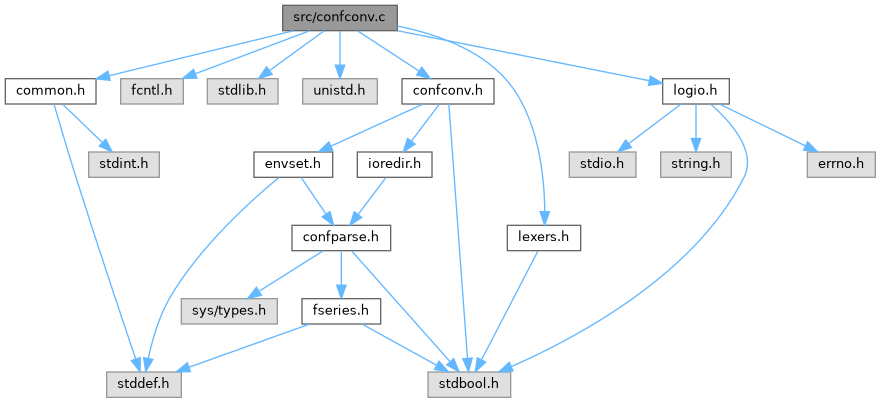 src/confconv.c
common.h
fcntl.h
stdlib.h
unistd.h
confconv.h
logio.h
stdint.h
envset.h
ioredir.h
stdio.h
string.h
errno.h
confparse.h
lexers.h
sys/types.h
fseries.h
stddef.h
stdbool.h